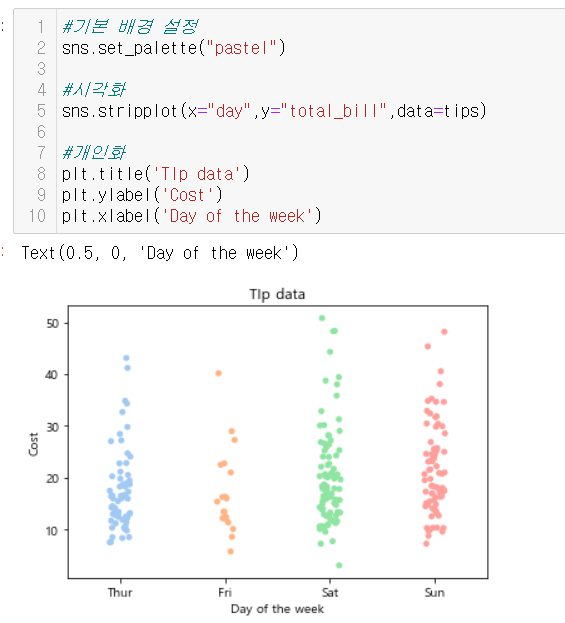 1 #기본 배경 설정
2 sns.set_palette("pastel")
3
4 #시각화
5 sns.stripplot(x="day",y="total_bill",data=tips)
6
7 #개인화
8 plt.title('TIp data')
9 plt.ylabel('Cost')
10 plt.xlabel('Day of the week')
Text(0.5, 0, 'Day of the week')
TIp data
50
40
30
20
10
Cost
Thur Fri Sat Sun
Day of the week